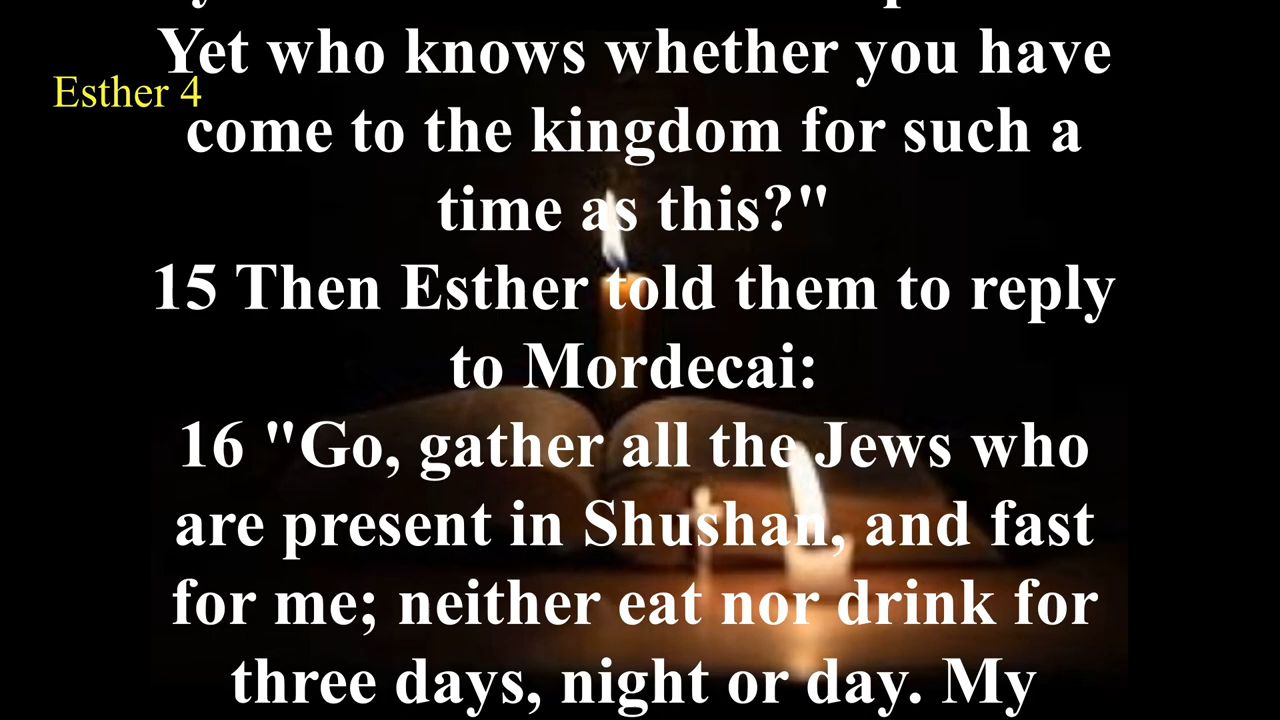 Yet who knows whether you have
Esther 4
come to the kingdom for such a
time as this?"
15 Then Esther told them to reply
to Mordecai:
16 "Go, gather all the Jews who
are present in Shushan, and fast
for me; neither eat nor drink for
three days, night or day. My